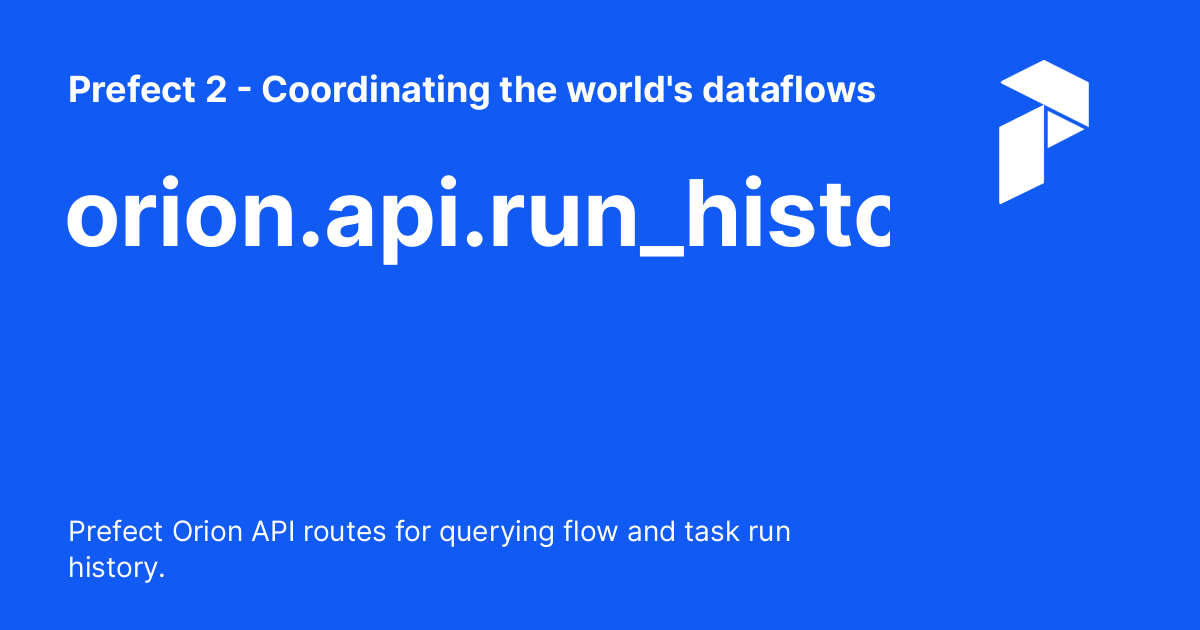 Prefect 2 - Coordinating the world's dataflows
orion.api.run_histo
Prefect Orion API routes for querying flow and task run
history.